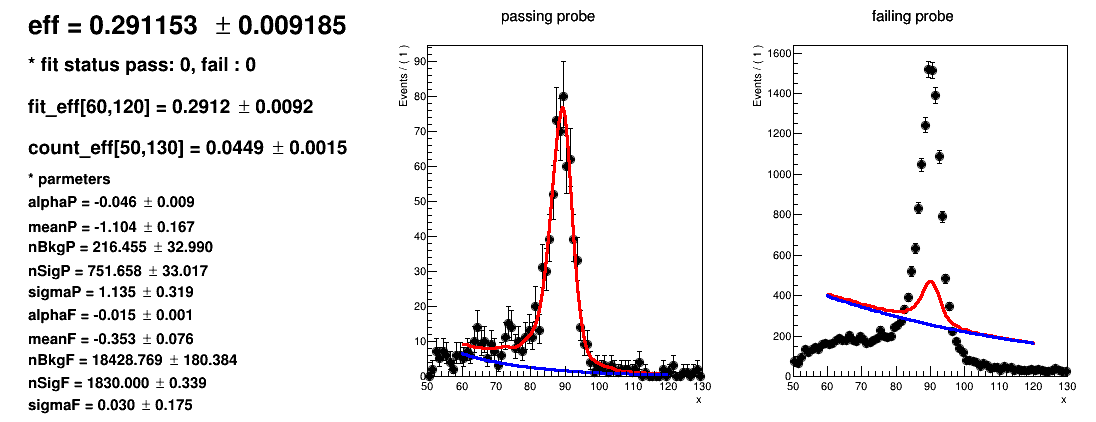 eff = 0.291153 ± 0.009185
* fit status pass: 0, fail : 0
fit_eff[60,120] = 0.2912 ± 0.0092
count_eff[50,130] = 0.0449 ± 0.0015
* parmeters
alphaP = -0.046 ± 0.009
meanP = -1.104 ± 0.167
nBkgP = 216.455 ± 32.990
nSigP = 751.658 ± 33.017
sigmaP = 1.135 ± 0.319
alphaF = -0.015 ± 0.001
meanF = -0.353 ± 0.076
nBkgF = 18428.769 ± 180.384
nSigF = 1830.000 ± 0.339
sigmaF = 0.030 ± 0.175
passing probe
Events / ( 1 )
90
80
70
60
50
40
30
20
10
0
50 60 70 80 90 100 110 120 130
x
failing probe
Events / ( 1 )
1600
1400
1200
1000
800
600
400
200
0
50 60 70 80 90 100 110 120 130
x